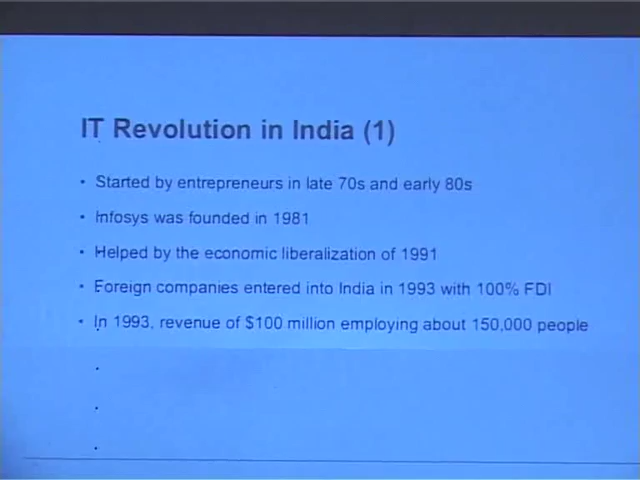 IT Revolution in India (1)
• Started by entrepreneurs in late 70s and early 80s
• Infosys was founded in 1981
• Helped by the economic liberalization of 1991
• Foreign companies entered into India in 1993 with 100% FDI
• In 1993, revenue of $100 million employing about 150,000 people